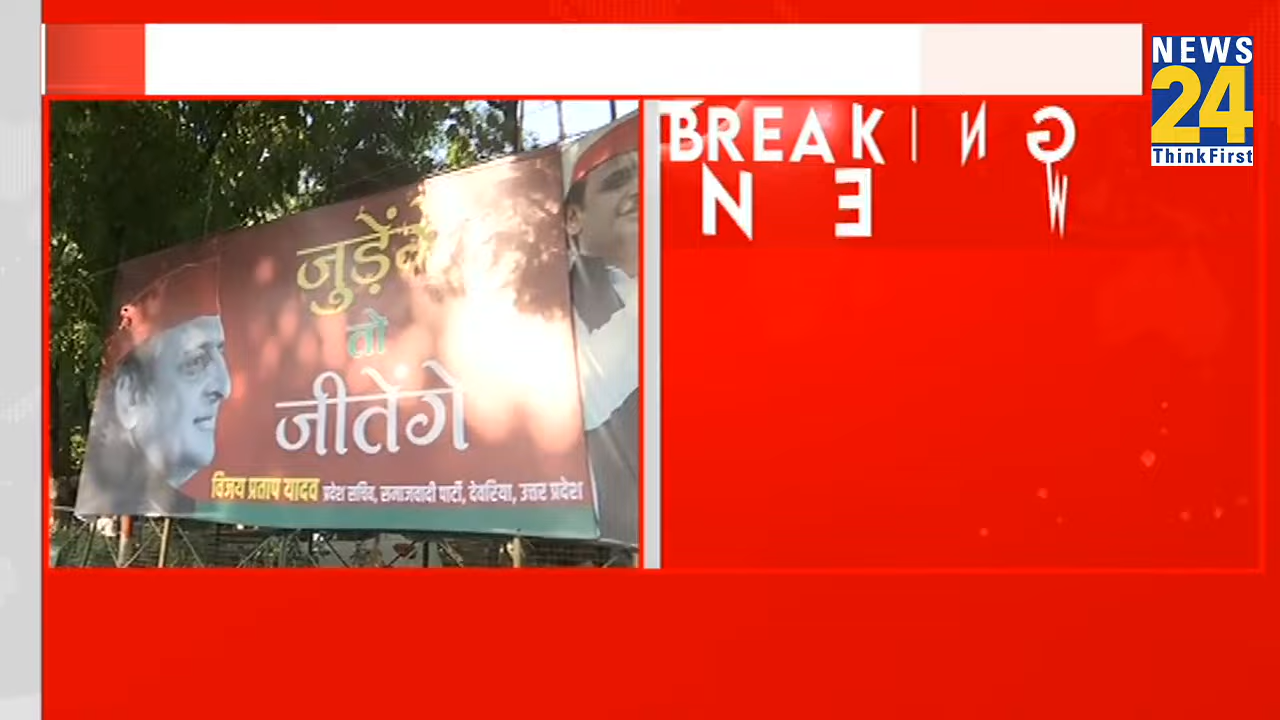 NEWS
24
ThinkFirst
BREAKING
NEW
जुड़ेंगे
तो
जीतेंगे
विजय प्रताप यादव प्रदेश सचिव, समाजवादी पार्टी, देवरिया, उत्तर प्रदेश